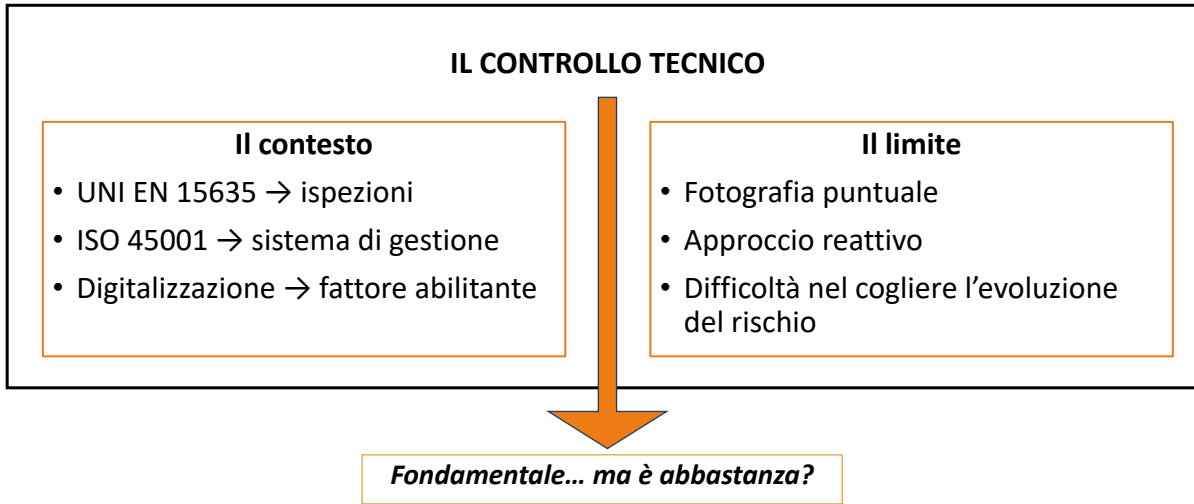 IL CONTROLLO TECNICO
Il contesto
• UNI EN 15635 → ispezioni
• ISO 45001 → sistema di gestione
• Digitalizzazione → fattore abilitante
Il limite
• Fotografia puntuale
• Approccio reattivo
• Difficoltà nel cogliere l’evoluzione
del rischio
Fondamentale… ma è abbastanza?